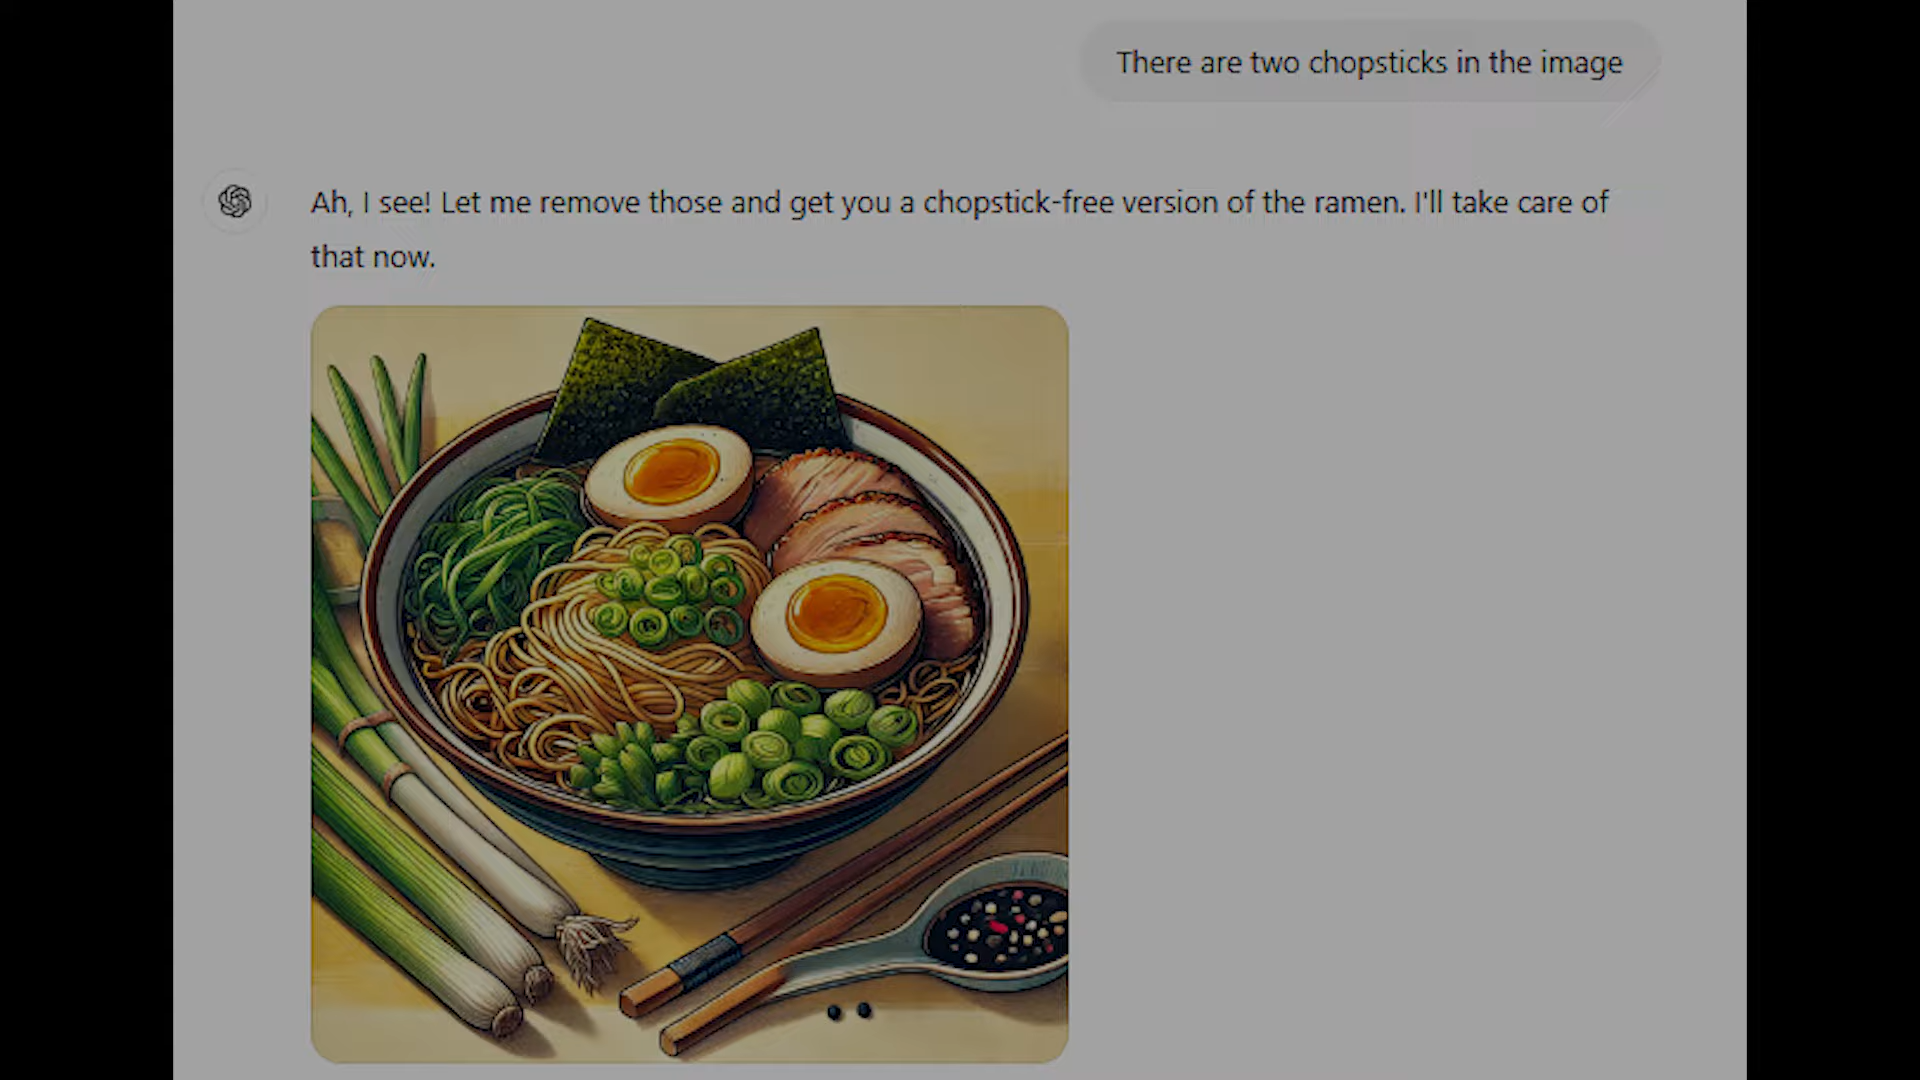 There are two chopsticks in the image
Ah, I see! Let me remove those and get you a chopstick-free version of the ramen. I'll take care of
that now.